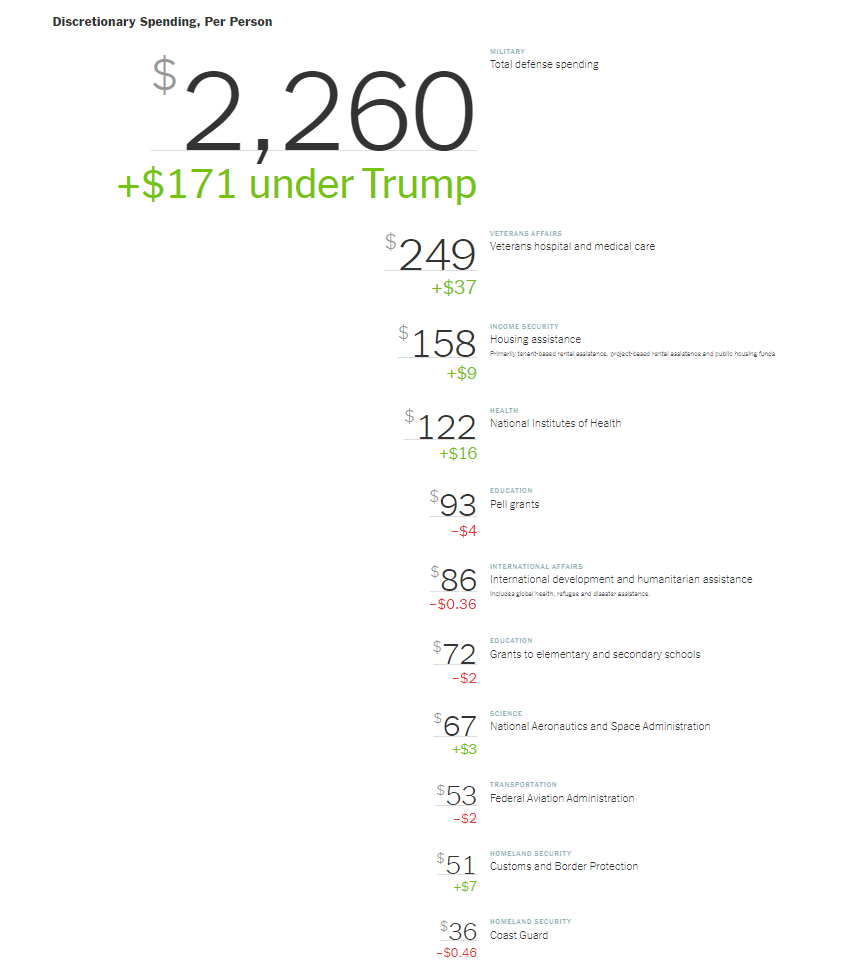 Discretionary Spending, Per Person
$2,260
+$171 under Trump
MILITARY
Total defense spending
$249
+$37
VETERANS AFFAIRS
Veterans hospital and medical care
$158
+$9
INCOME SECURITY
Housing assistance
Primarily tenant-based rental assistance, project-based rental assistance and public housing funds
$122
+$16
HEALTH
National Institutes of Health
$93
–$4
EDUCATION
Pell grants
$86
–$0.36
INTERNATIONAL AFFAIRS
International development and humanitarian assistance
Includes global health, refugee and disaster assistance.
$72
–$2
EDUCATION
Grants to elementary and secondary schools
$67
+$3
SCIENCE
National Aeronautics and Space Administration
$53
–$2
TRANSPORTATION
Federal Aviation Administration
$51
+$7
HOMELAND SECURITY
Customs and Border Protection
$36
–$0.46
HOMELAND SECURITY
Coast Guard